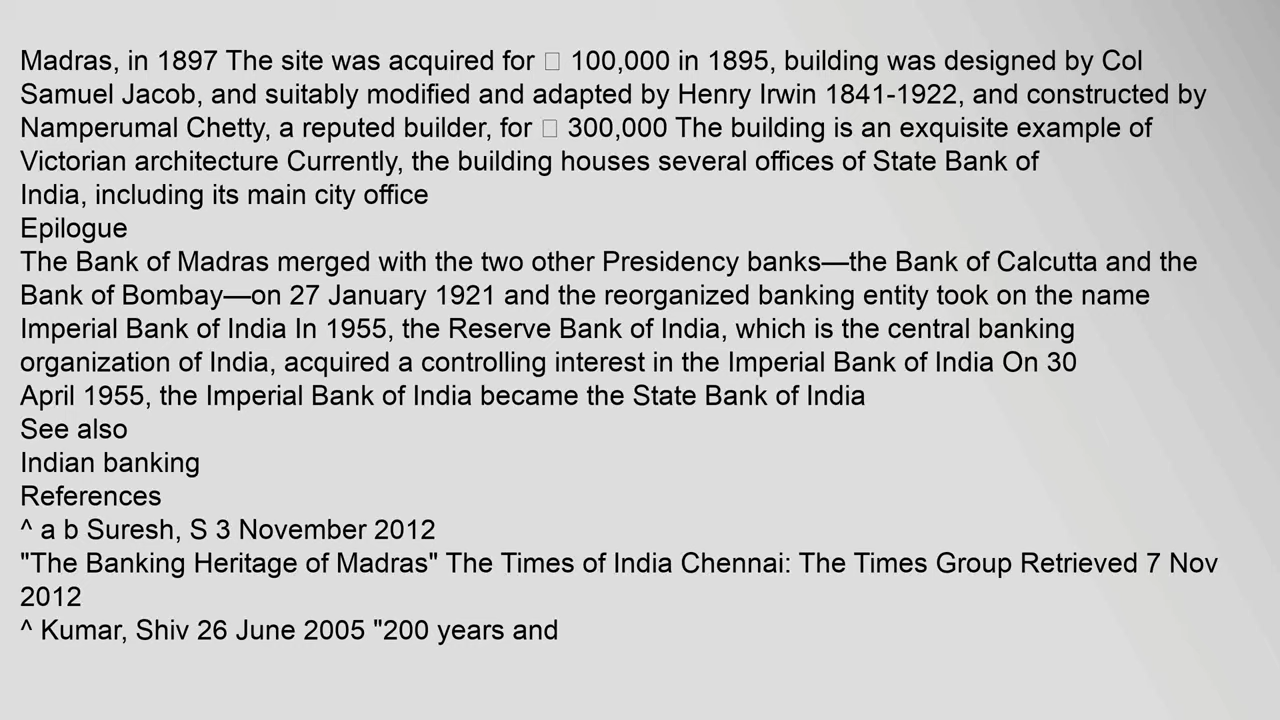 Madras, in 1897 The site was acquired for □ 100,000 in 1895, building was designed by Col
Samuel Jacob, and suitably modified and adapted by Henry Irwin 1841-1922, and constructed by
Namperumal Chetty, a reputed builder, for □ 300,000 The building is an exquisite example of
Victorian architecture Currently, the building houses several offices of State Bank of
India, including its main city office
Epilogue
The Bank of Madras merged with the two other Presidency banks—the Bank of Calcutta and the
Bank of Bombay—on 27 January 1921 and the reorganized banking entity took on the name
Imperial Bank of India In 1955, the Reserve Bank of India, which is the central banking
organization of India, acquired a controlling interest in the Imperial Bank of India On 30
April 1955, the Imperial Bank of India became the State Bank of India
See also
Indian banking
References
^ a b Suresh, S 3 November 2012
"The Banking Heritage of Madras" The Times of India Chennai: The Times Group Retrieved 7 Nov
2012
^ Kumar, Shiv 26 June 2005 "200 years and